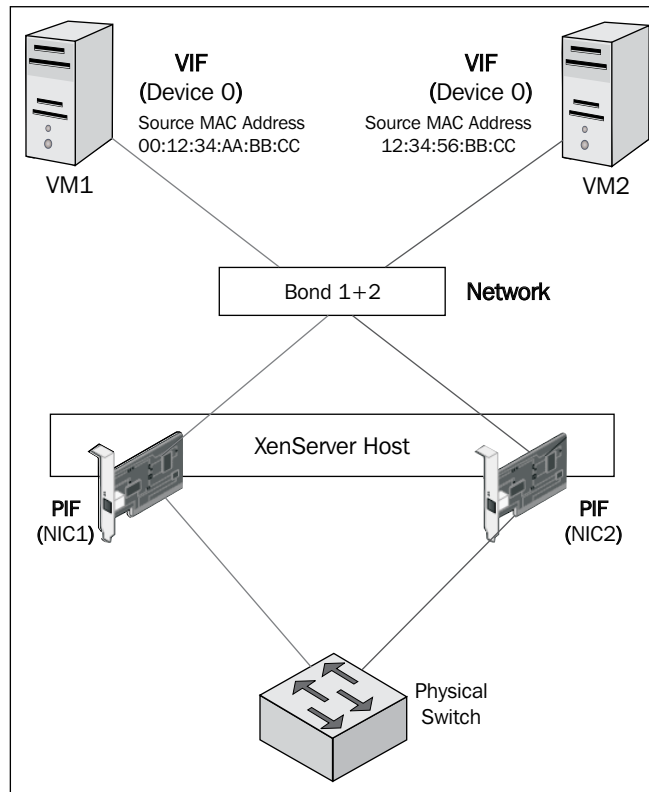 VIF
(Device 0)
Source MAC Address
00:12:34:AA:BB:CC
VM1
VIF
(Device 0)
Source MAC Address
12:34:56:BB:CC
VM2
Bond 1+2
Network
XenServer Host
PIF
(NIC1)
PIF
(NIC2)
Physical
Switch